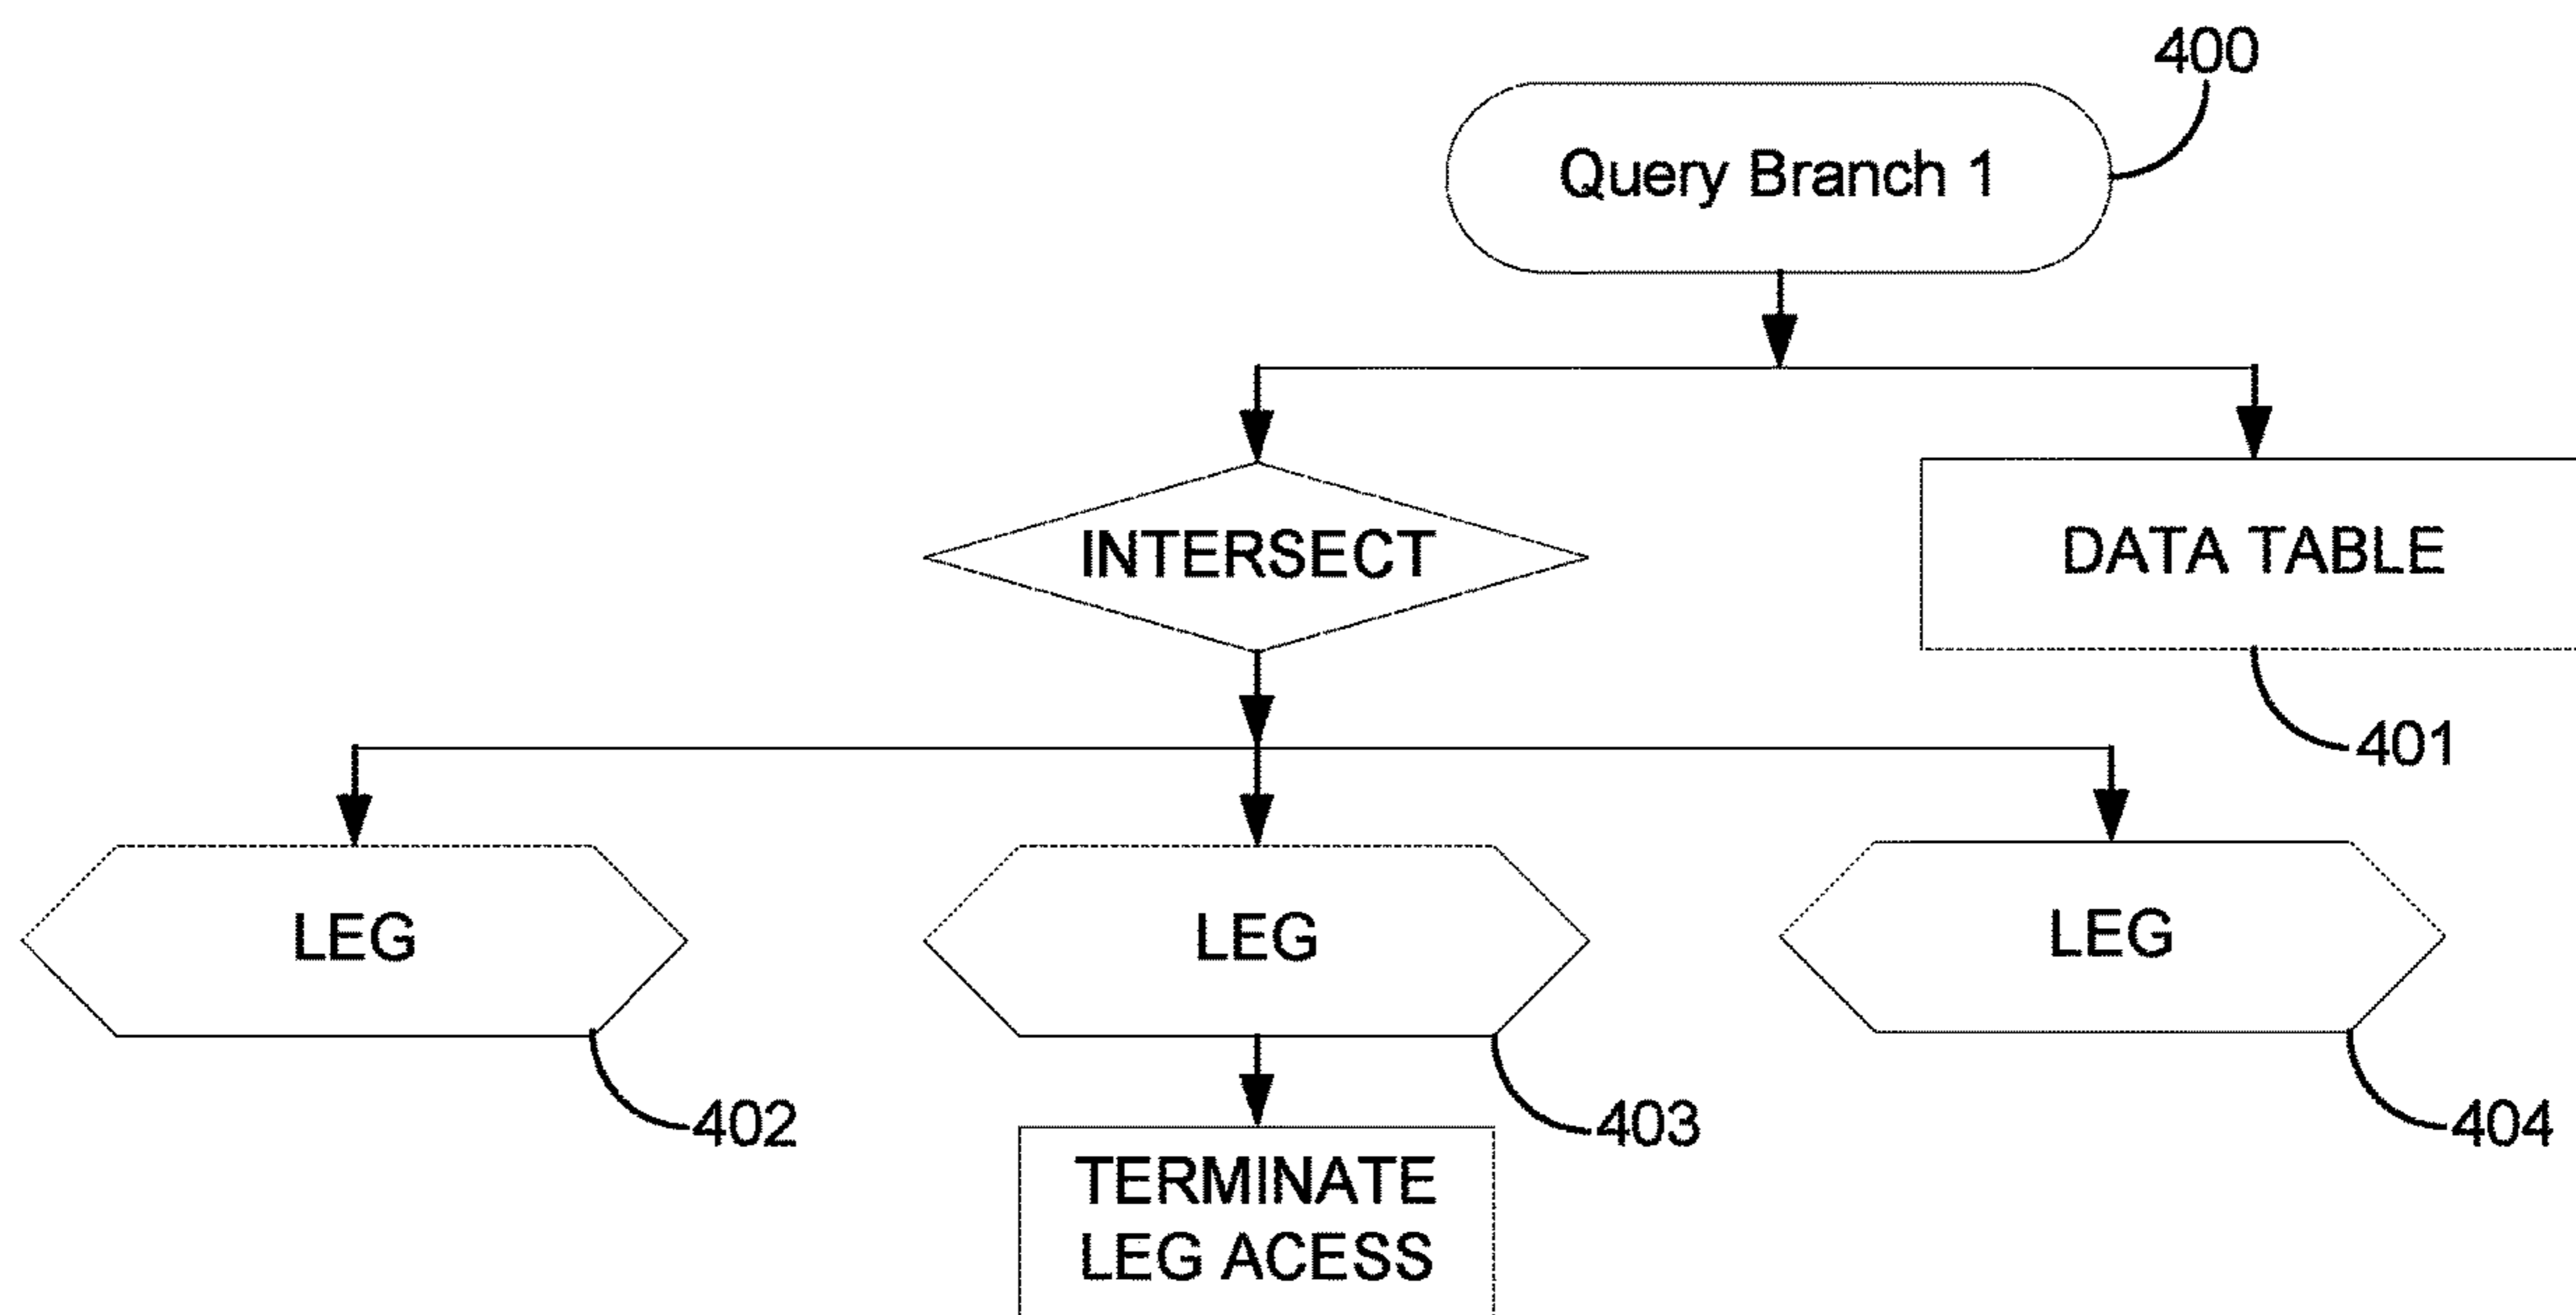 400
Query Branch 1
INTERSECT
DATA TABLE
401
LEG
LEG
LEG
402
403
404
TERMINATE
LEG ACESS